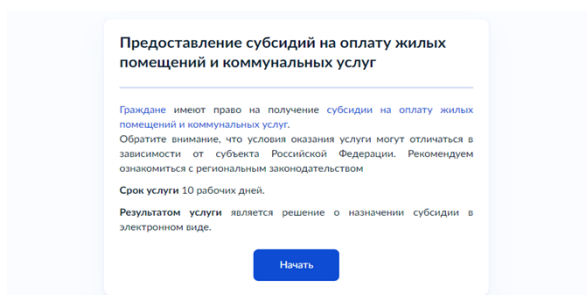 Предоставление субсидий на оплату жилых
помещений и коммунальных услуг
Граждане имеют право на получение субсидии на оплату жилых
помещений и коммунальных услуг.
Обратите внимание, что условия оказания услуги могут отличаться в
зависимости от субъекта Российской Федерации. Рекомендуем
ознакомиться с региональным законодательством
Срок услуги 10 рабочих дней.
Результатом услуги является решение о назначении субсидии в
электронном виде.
Начать